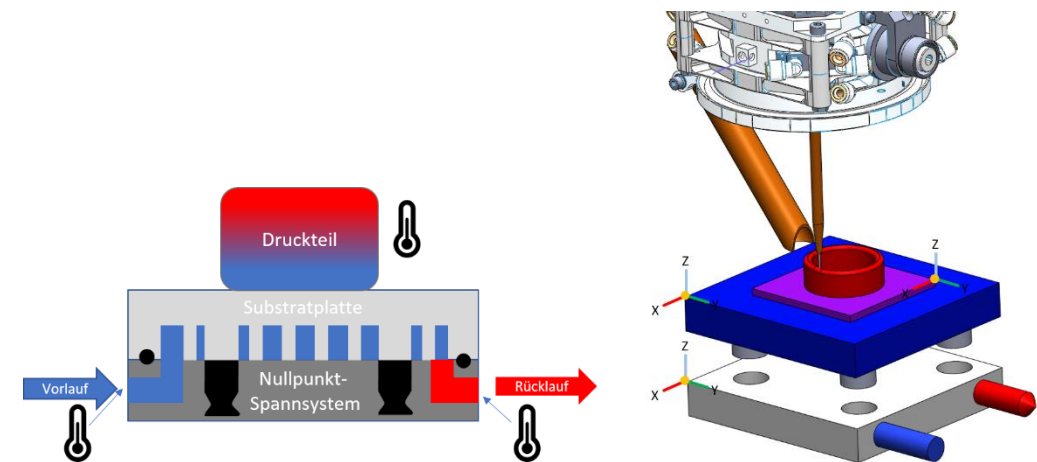 Druckteil
Substratplatte
Vorlauf
Nullpunkt-
Spannsystem
Rücklauf
Z
X
Y
Z
X
Y
Z
X
Y